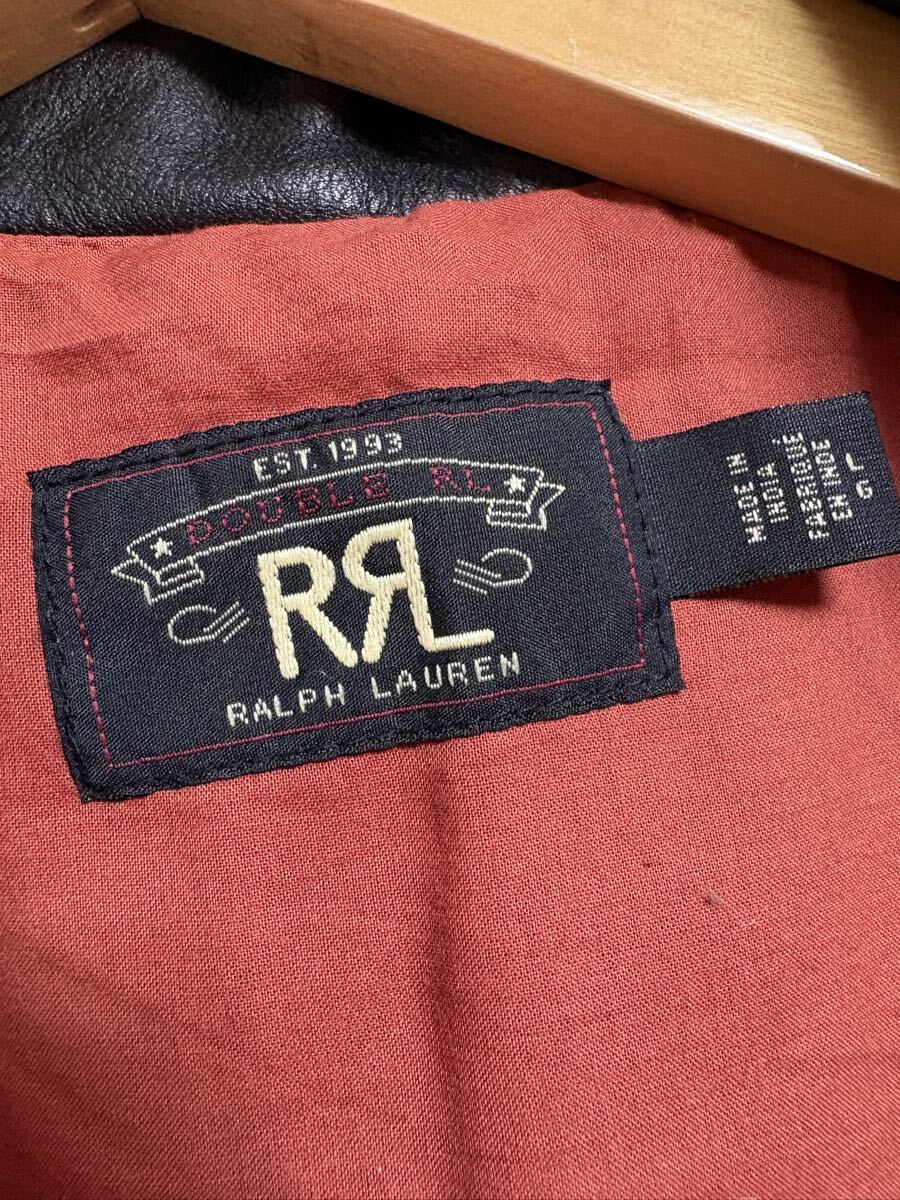 EST. 1993
DOUBLE RL
RRL
RALPH LAUREN
MADE IN
INDIA
FABRIQUÉ
EN INDE
L
G